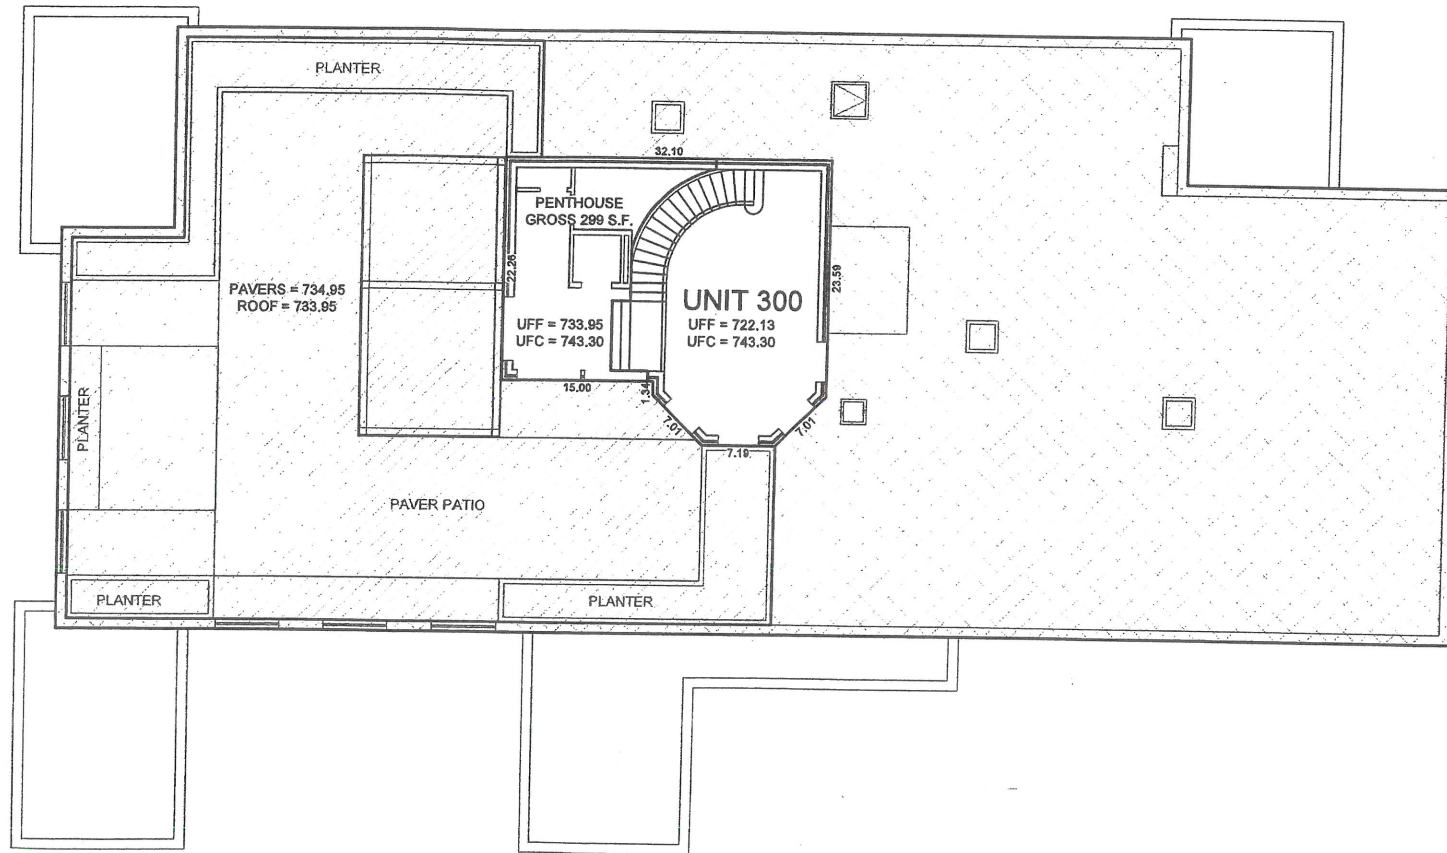 PLANTER
32.10
PENTHOUSE
GROSS 299 S.F.
22.26
PAVERS = 734.95
ROOF = 733.95
UNIT 300
UFF = 733.95
UFC = 743.30
UFF = 722.13
UFC = 743.30
23.59
15.00
1.34
7.01
7.19
7.01
PLANTER
PAVER PATIO
PLANTER
PLANTER